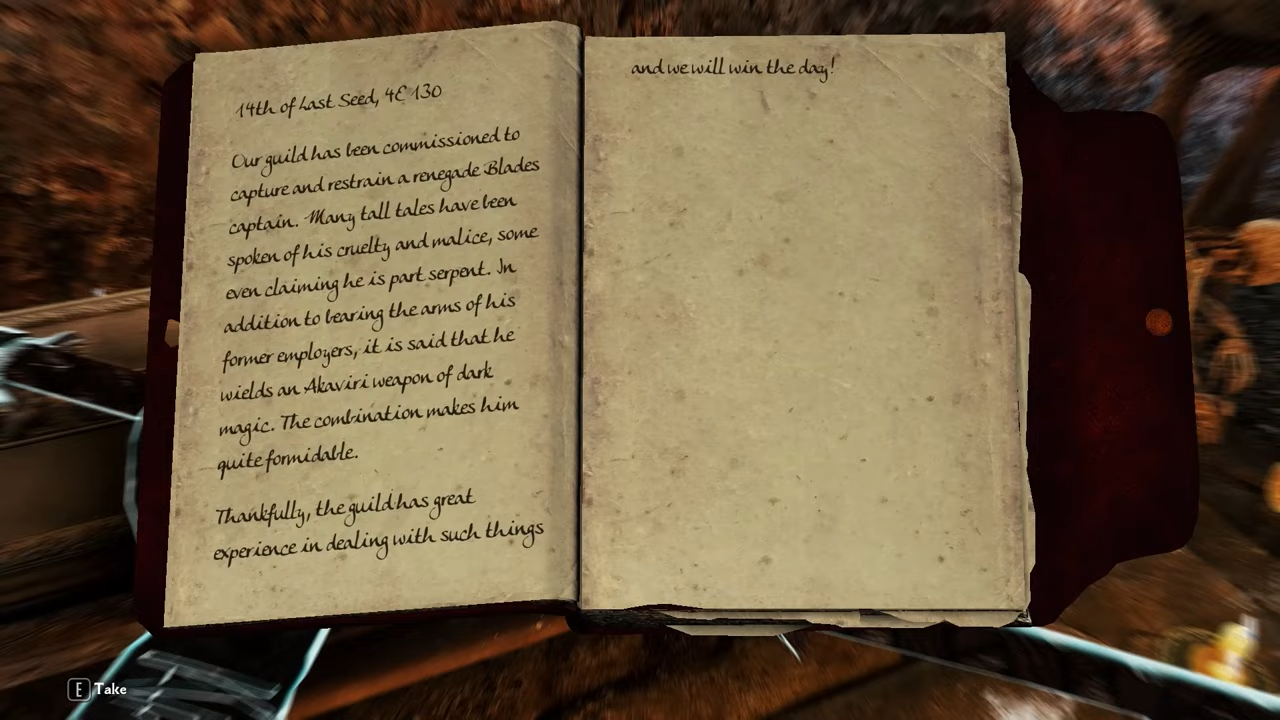 14th of Last Seed, 4E 130
Our guild has been commissioned to
capture and restrain a renegade Blades
captain. Many tall tales have been
spoken of his cruelty and malice, some
even claiming he is part serpent. In
addition to bearing the arms of his
former employers, it is said that he
wields an Akaviri weapon of dark
magic. The combination makes him
quite formidable.
Thankfully, the guild has great
experience in dealing with such things
and we will win the day!
E Take